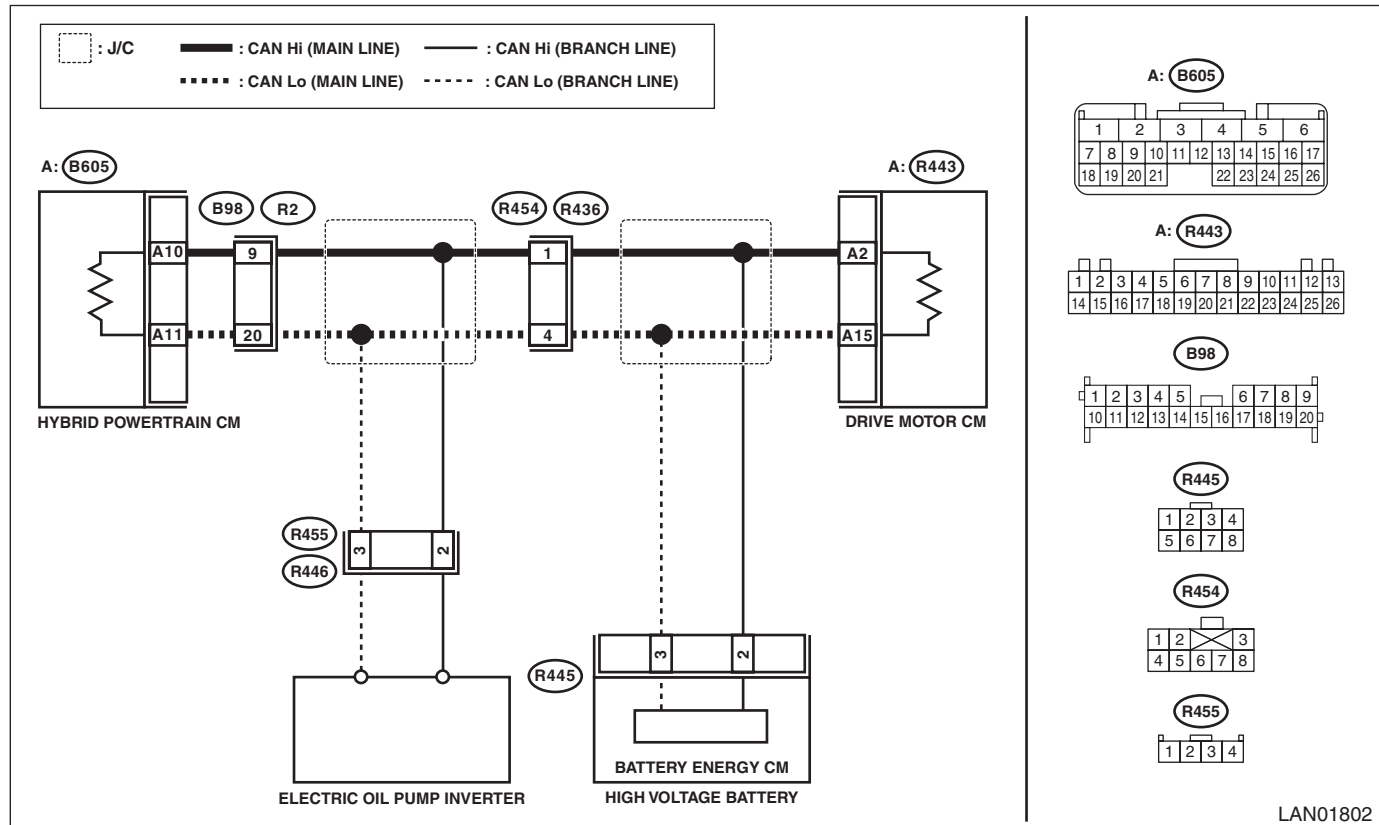 : J/C : CAN Hi (MAIN LINE) : CAN Hi (BRANCH LINE)
: CAN Lo (MAIN LINE) : CAN Lo (BRANCH LINE)
A: B605
A: R443
B98 R2
R454 R436
A10 9 1 A2
A11 20 4 A15
HYBRID POWERTRAIN CM
DRIVE MOTOR CM
R455
R446
3 2
R445
3 2
BATTERY ENERGY CM
ELECTRIC OIL PUMP INVERTER
HIGH VOLTAGE BATTERY
A: B605
1 2 3 4 5 6
7 8 9 10 11 12 13 14 15 16 17
18 19 20 21 22 23 24 25 26
A: R443
1 2 3 4 5 6 7 8 9 10 11 12 13
14 15 16 17 18 19 20 21 22 23 24 25 26
B98
1 2 3 4 5 6 7 8 9
10 11 12 13 14 15 16 17 18 19 20
R445
1 2 3 4
5 6 7 8
R454
1 2 3
4 5 6 7 8
R455
1 2 3 4
LAN01802